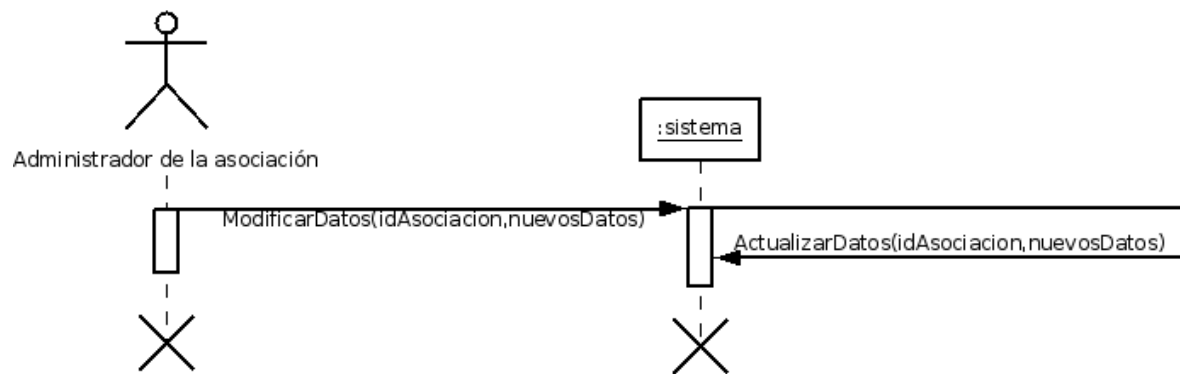 :sistema
Administrador de la asociación
ModificarDatos(idAsociacion,nuevosDatos)
ActualizarDatos(idAsociacion,nuevosDatos)